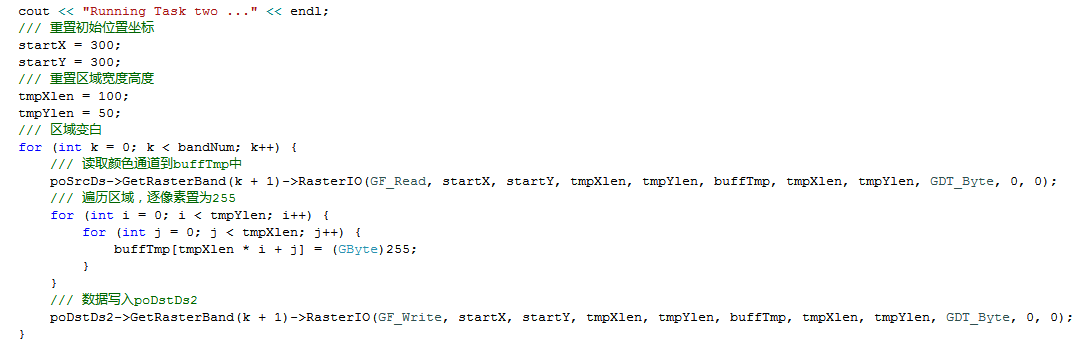 cout << "Running Task two ..." << endl;
/// 重置初始位置坐标
startX = 300;
startY = 300;
/// 重置区域宽度高度
tmpXlen = 100;
tmpYlen = 50;
/// 区域变白
for (int k = 0; k < bandNum; k++) {
    /// 读取颜色通道到buffTmp中
    poSrcDs->GetRasterBand(k + 1)->RasterIO(GF_Read, startX, startY, tmpXlen, tmpYlen, buffTmp, tmpXlen, tmpYlen, GDT_Byte, 0, 0);
    /// 遍历区域，逐像素置为255
    for (int i = 0; i < tmpYlen; i++) {
        for (int j = 0; j < tmpXlen; j++) {
            buffTmp[tmpXlen * i + j] = (GByte)255;
        }
    }
    /// 数据写入poDstDs2
    poDstDs2->GetRasterBand(k + 1)->RasterIO(GF_Write, startX, startY, tmpXlen, tmpYlen, buffTmp, tmpXlen, tmpYlen, GDT_Byte, 0, 0);
}